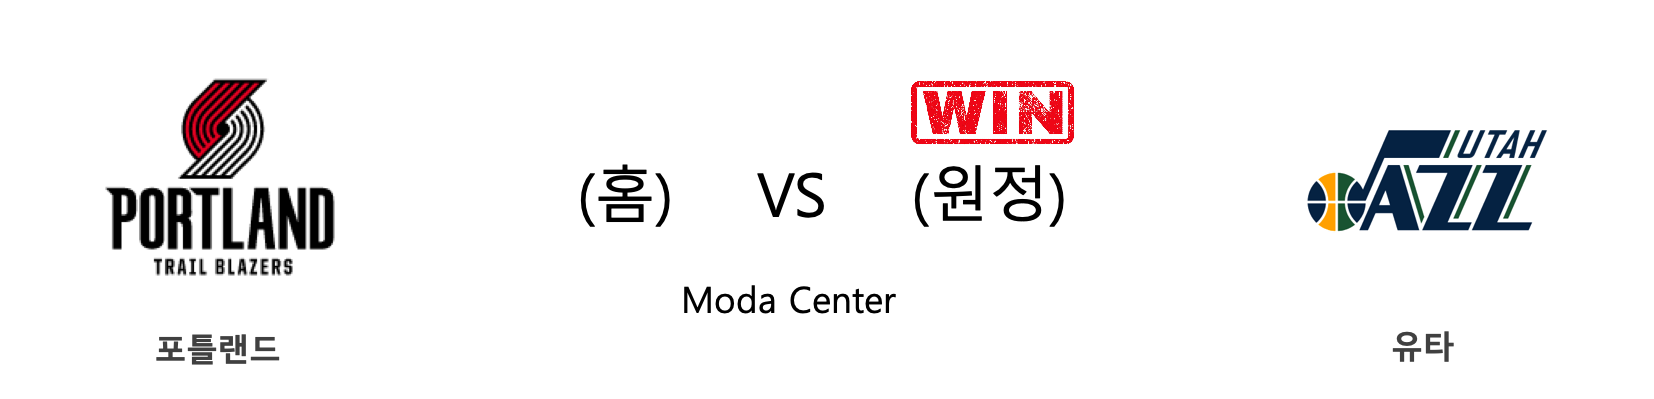 WIN
PORTLAND
TRAIL BLAZERS
(홈) VS (원정)
UTAH
JAZZ
Moda Center
포틀랜드
유타